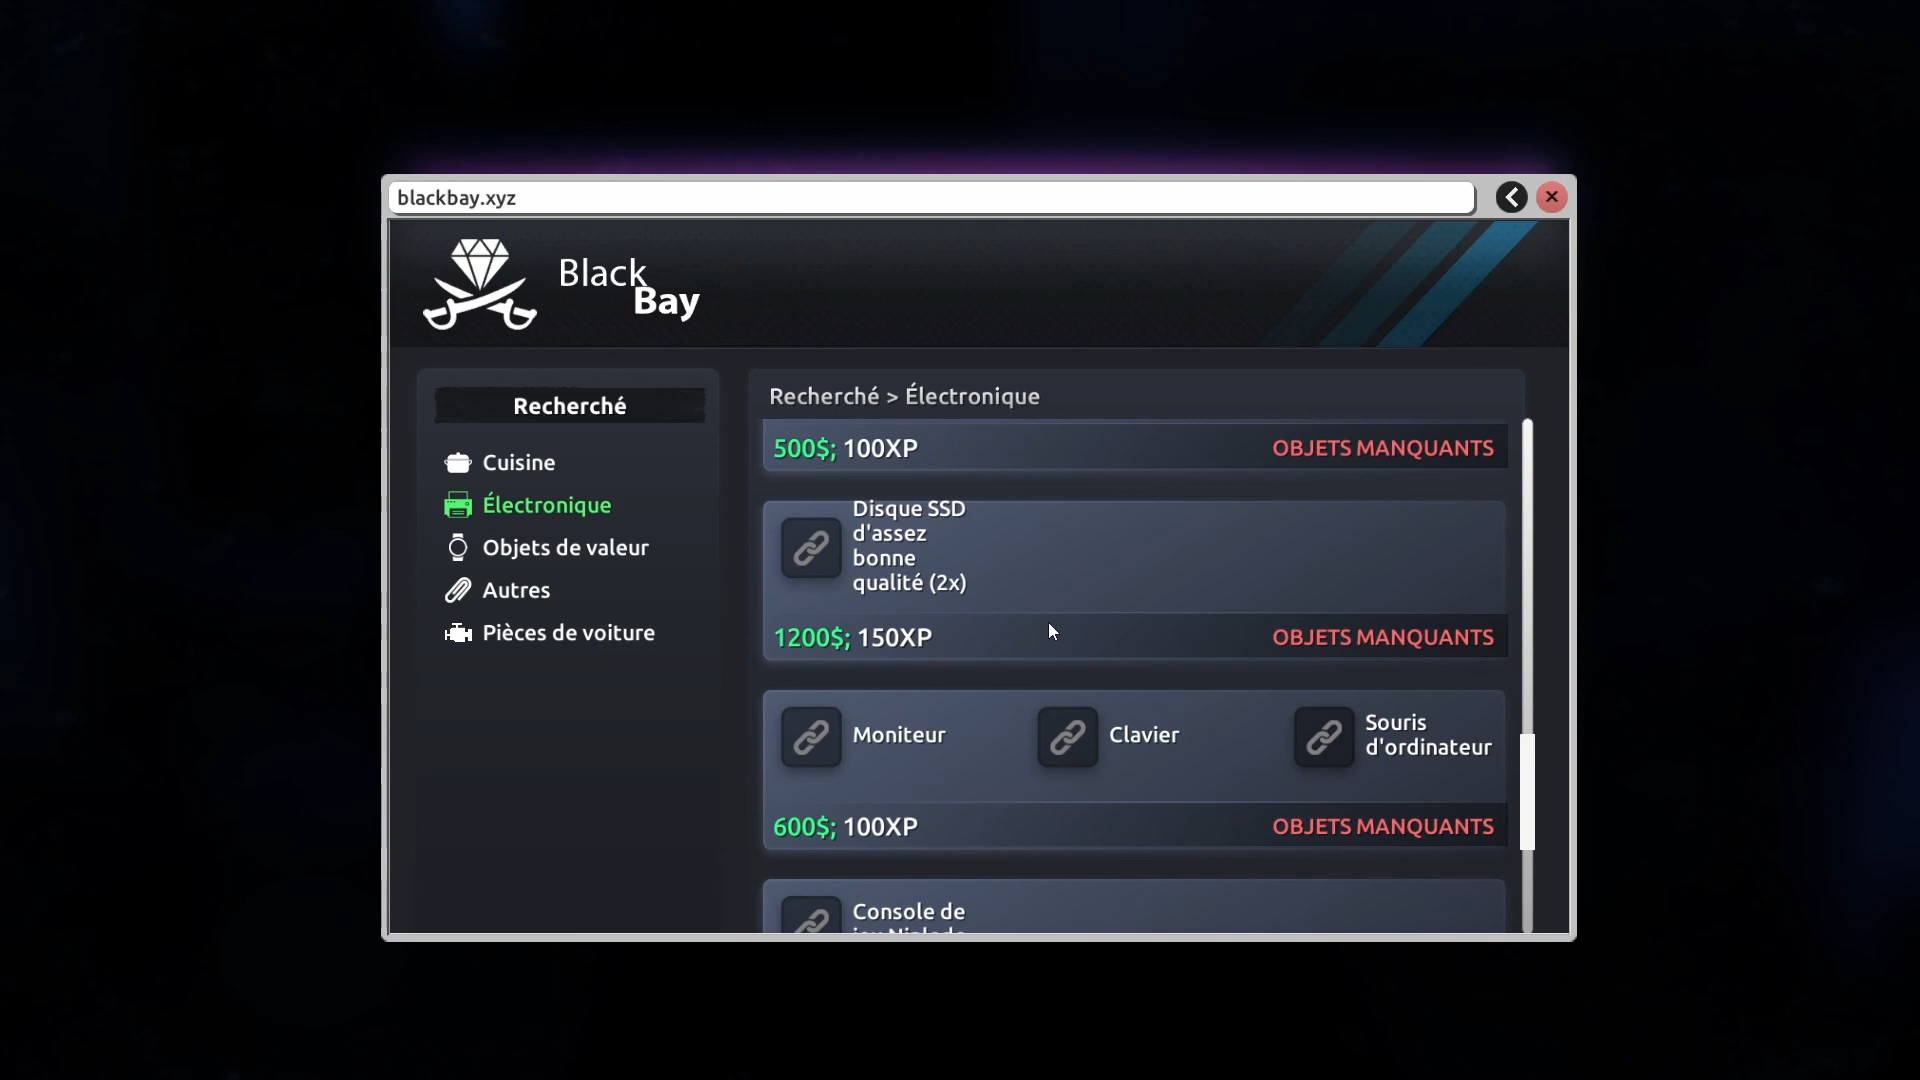 blackbay.xyz
Black
Bay
Recherché
Cuisine
Électronique
Objets de valeur
Autres
Pièces de voiture
Recherché > Électronique
500$; 100XP
OBJETS MANQUANTS
Disque SSD
d'assez
bonne
qualité (2x)
1200$; 150XP
OBJETS MANQUANTS
Moniteur
Clavier
Souris
d'ordinateur
600$; 100XP
OBJETS MANQUANTS
Console de